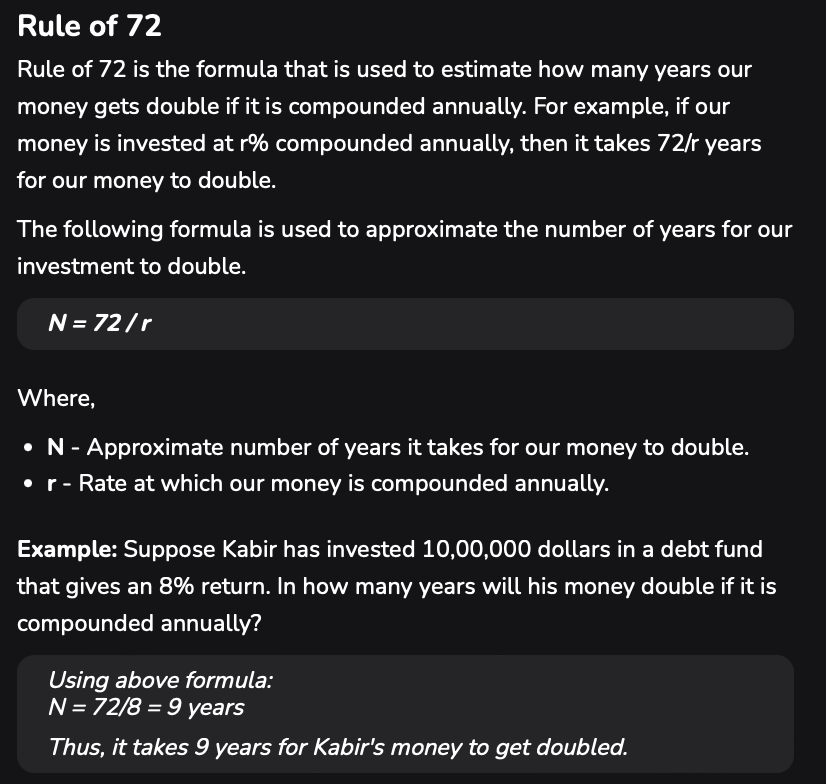 Rule of 72
Rule of 72 is the formula that is used to estimate how many years our
money gets double if it is compounded annually. For example, if our
money is invested at r% compounded annually, then it takes 72/r years
for our money to double.
The following formula is used to approximate the number of years for our
investment to double.
N = 72 / r
Where,
• N - Approximate number of years it takes for our money to double.
• r - Rate at which our money is compounded annually.
Example: Suppose Kabir has invested 10,00,000 dollars in a debt fund
that gives an 8% return. In how many years will his money double if it is
compounded annually?
Using above formula:
N = 72/8 = 9 years
Thus, it takes 9 years for Kabir's money to get doubled.